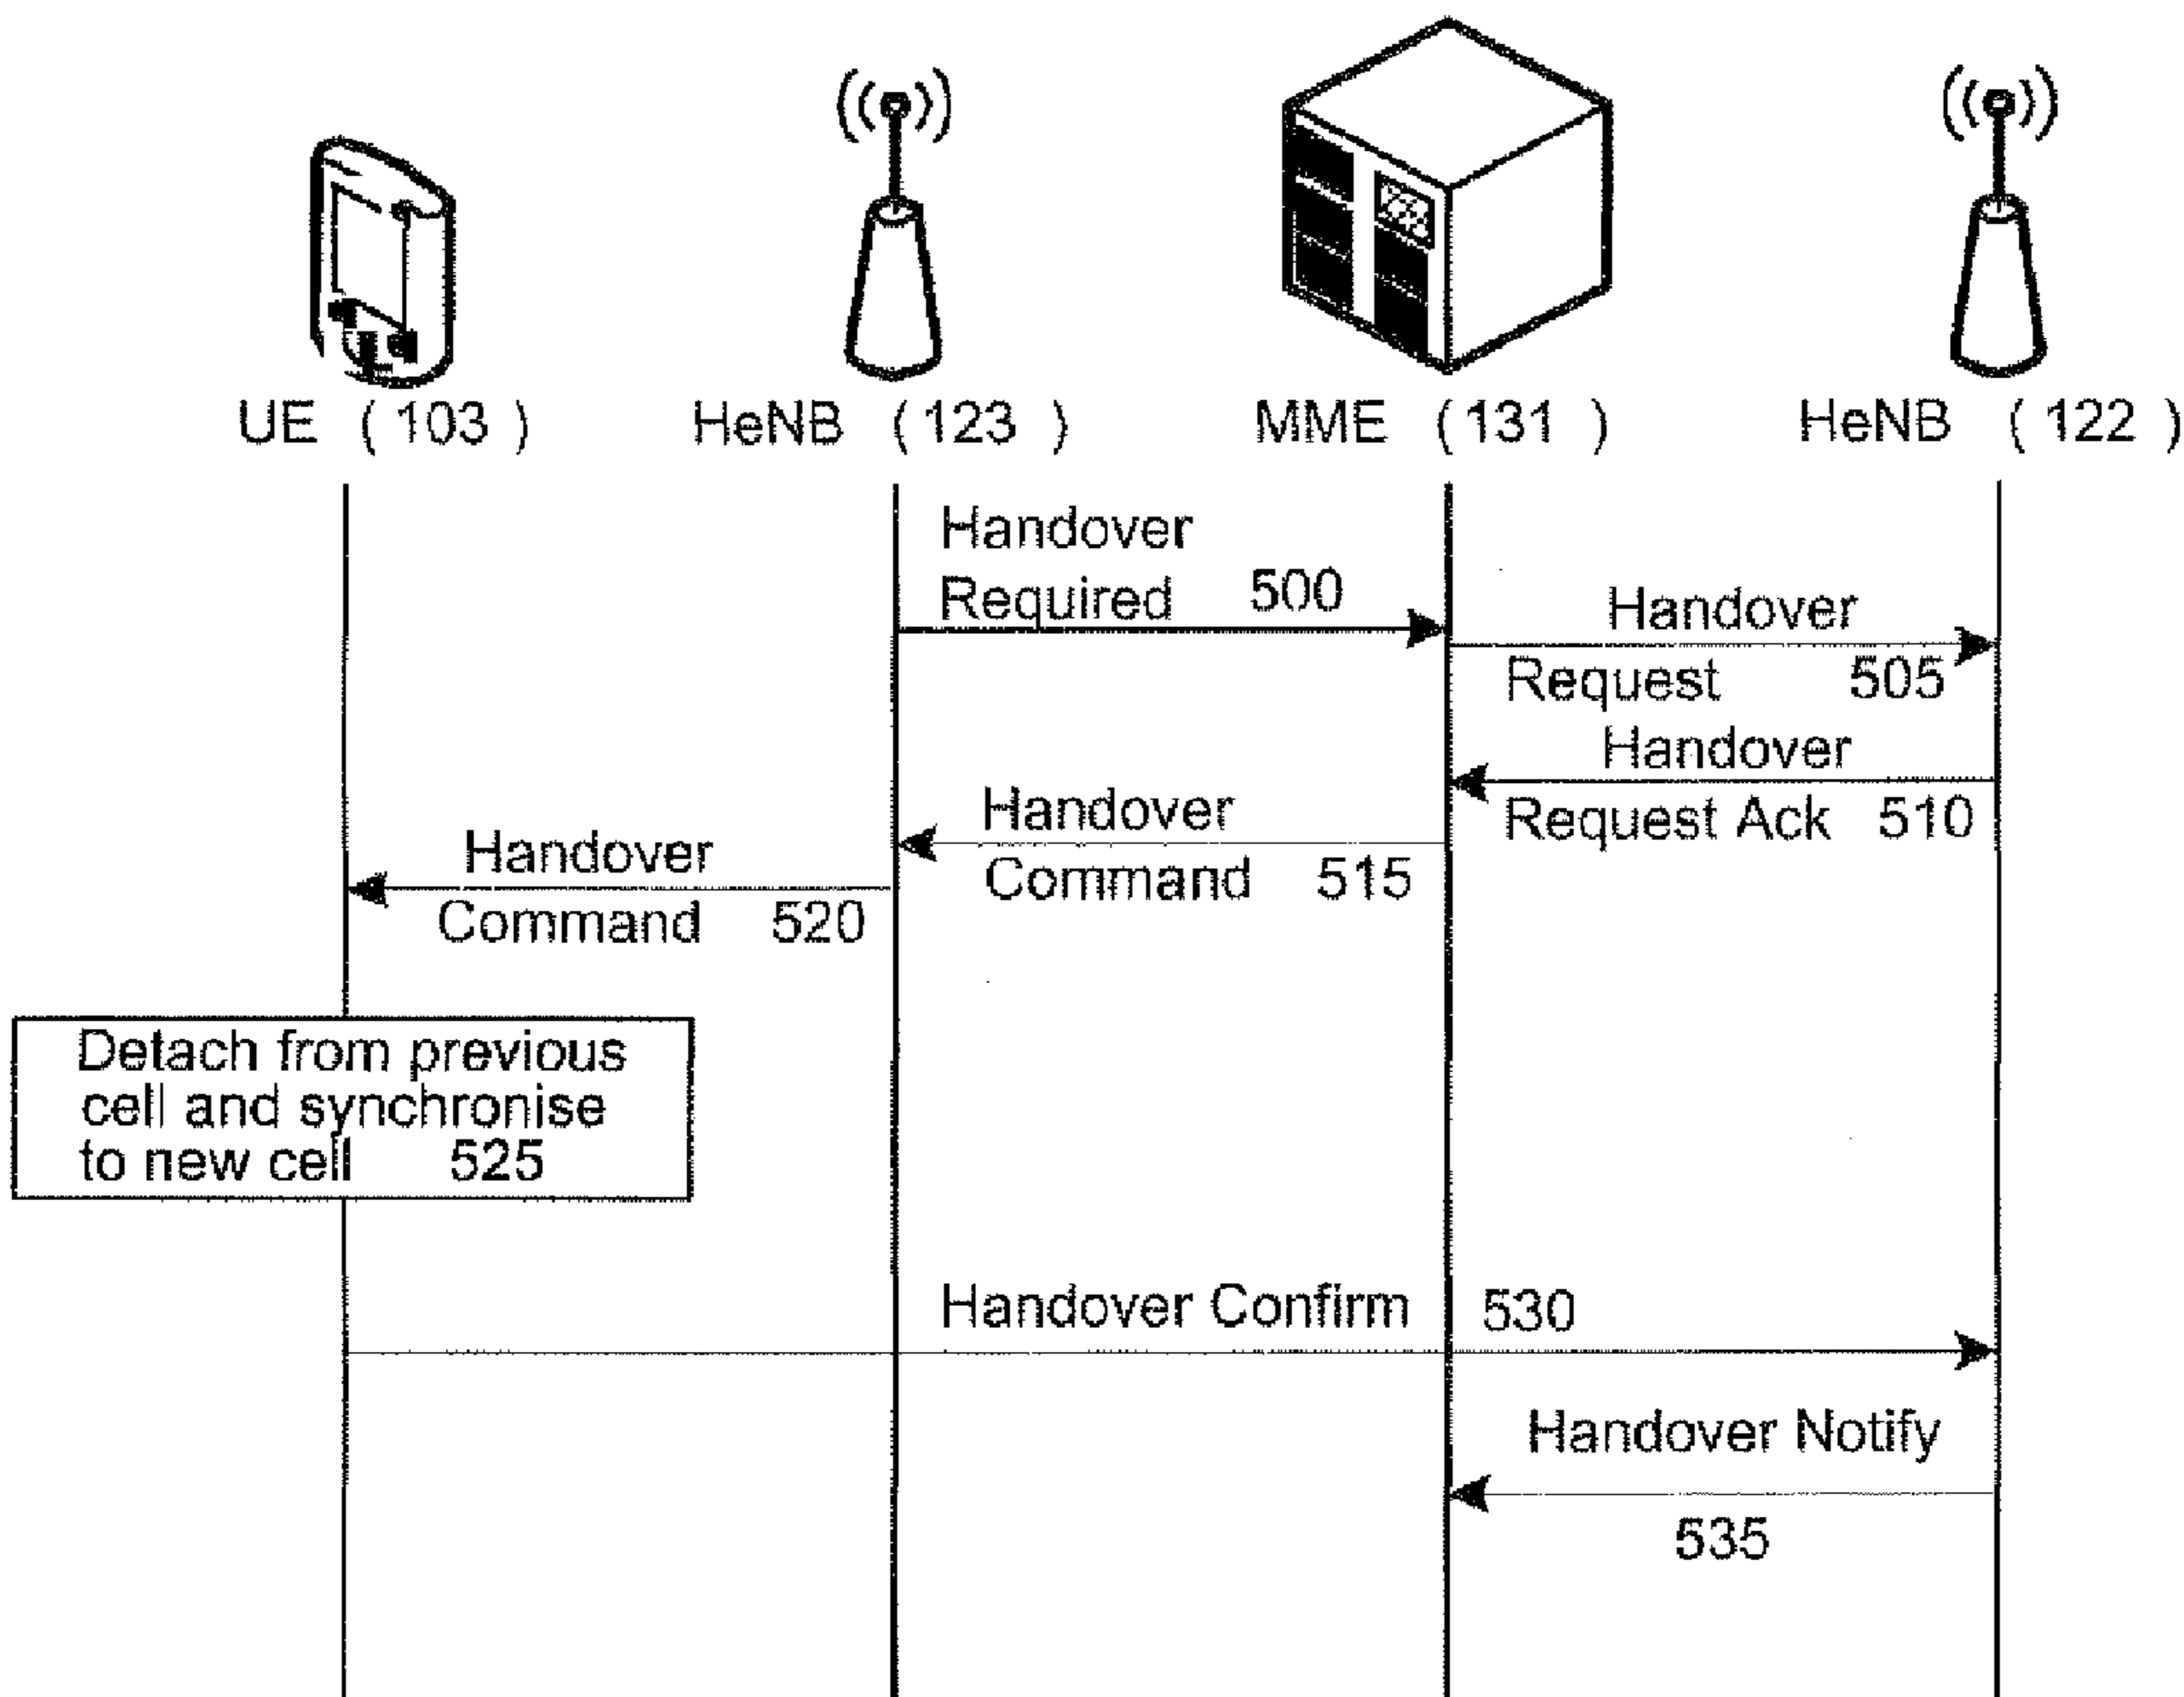 UE ( 103 )
HeNB ( 123 )
MME ( 131 )
HeNB ( 122 )
Handover
Required 500
Handover
Request 505
Handover
Request Ack 510
Handover
Command 515
Handover
Command 520
Detach from previous
cell and synchronise
to new cell 525
Handover Confirm 530
Handover Notify
535